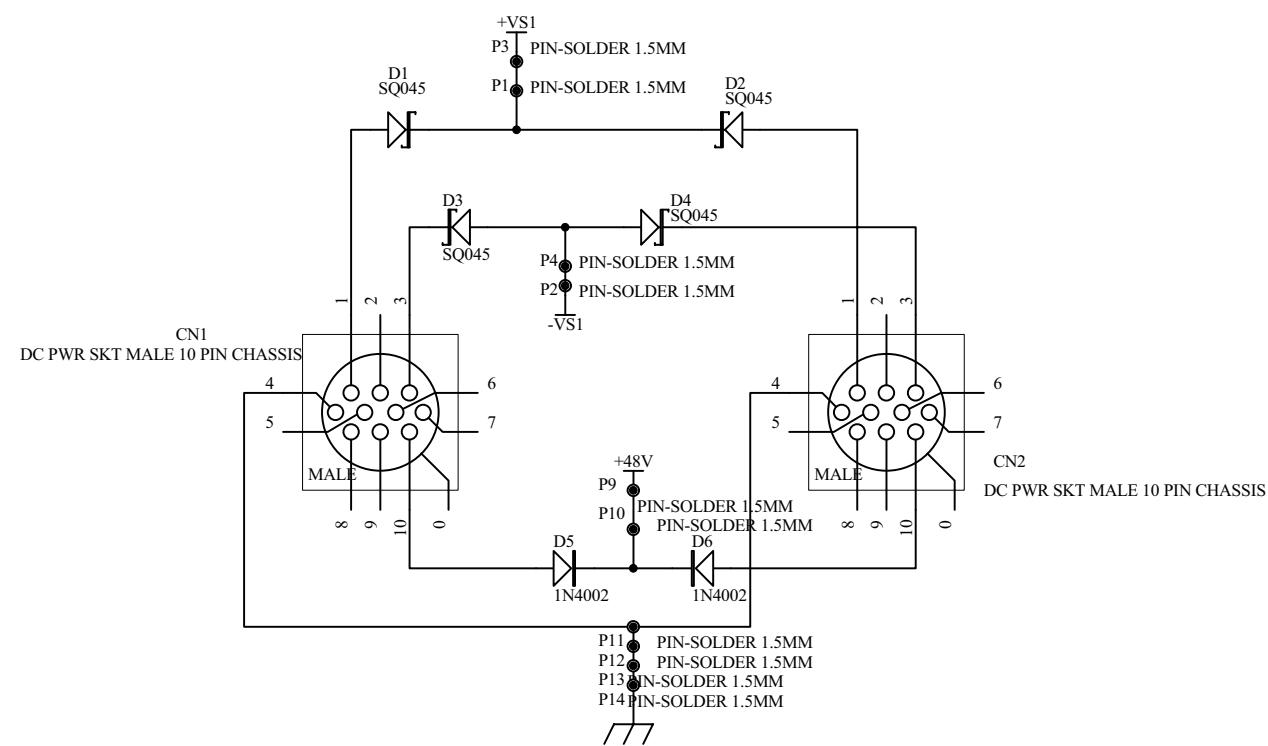 +VS1
P3 PIN-SOLDER 1.5MM
P1 PIN-SOLDER 1.5MM
D1
SQ045
D2
SQ045
D3
SQ045
D4
SQ045
P4 PIN-SOLDER 1.5MM
P2 PIN-SOLDER 1.5MM
-VS1
CN1
DC PWR SKT MALE 10 PIN CHASSIS
1 2 3
4 6
5 7
MALE
8 9 10 0
1 2 3
4 6
5 7
MALE
8 9 10 0
CN2
DC PWR SKT MALE 10 PIN CHASSIS
+48V
P9 PIN-SOLDER 1.5MM
P10 PIN-SOLDER 1.5MM
D5
1N4002
D6
1N4002
P11 PIN-SOLDER 1.5MM
P12 PIN-SOLDER 1.5MM
P13 PIN-SOLDER 1.5MM
P14 PIN-SOLDER 1.5MM